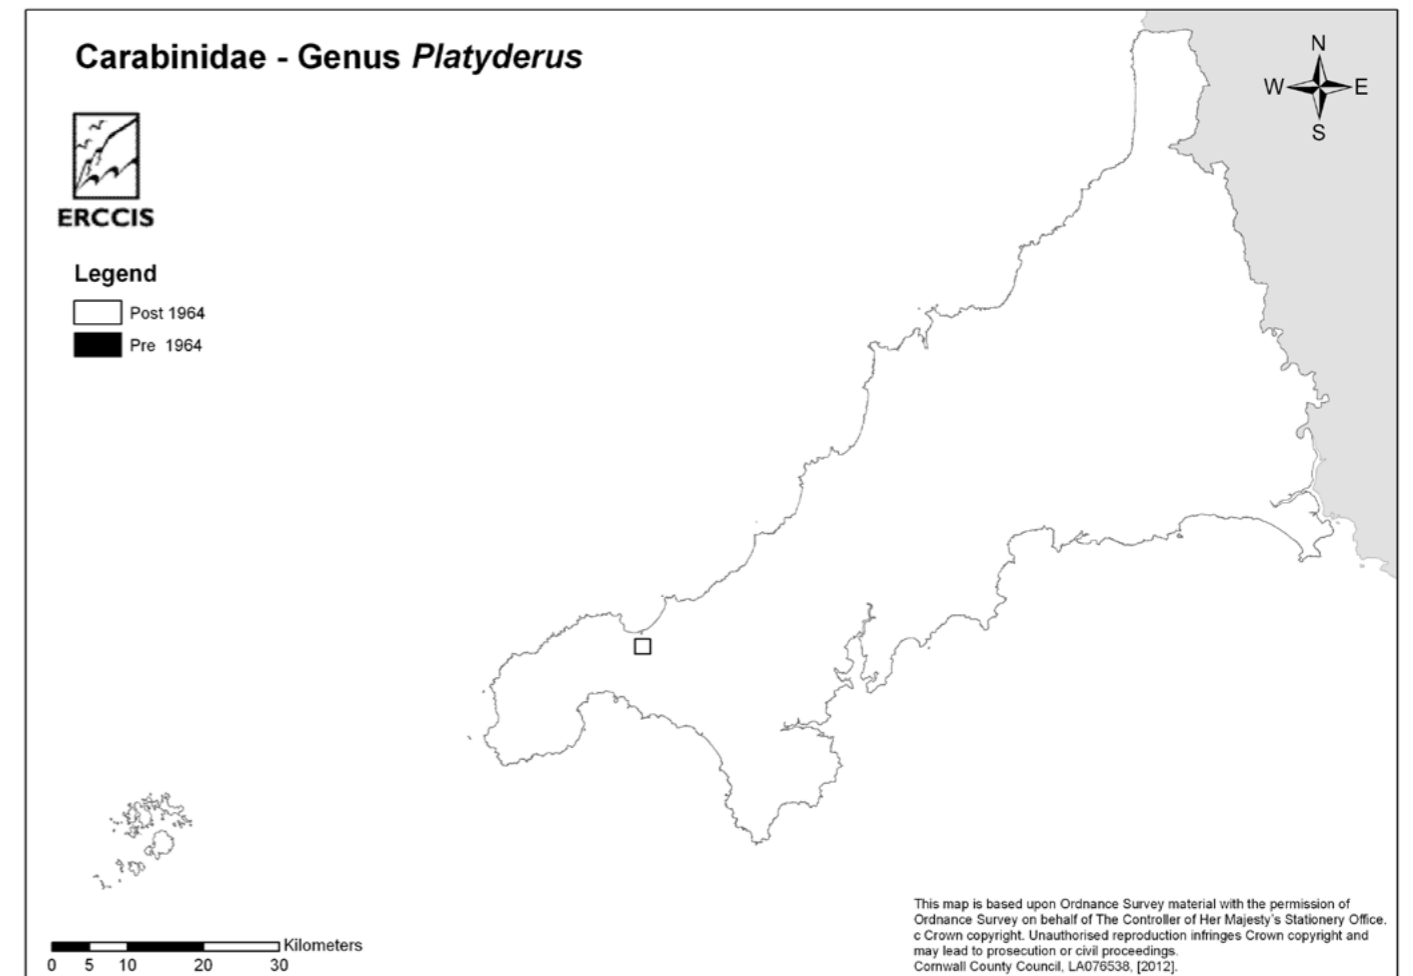 Carabinidae - Genus Platyderus
N
W E
S
ERCCIS
Legend
Post 1964
Pre 1964
Kilometers
0 5 10 20 30
This map is based upon Ordnance Survey material with the permission of
Ordnance Survey on behalf of The Controller of Her Majesty's Stationery Office.
c Crown copyright. Unauthorised reproduction infringes Crown copyright and
may lead to prosecution or civil proceedings.
Cornwall County Council, LA076538, [2012].